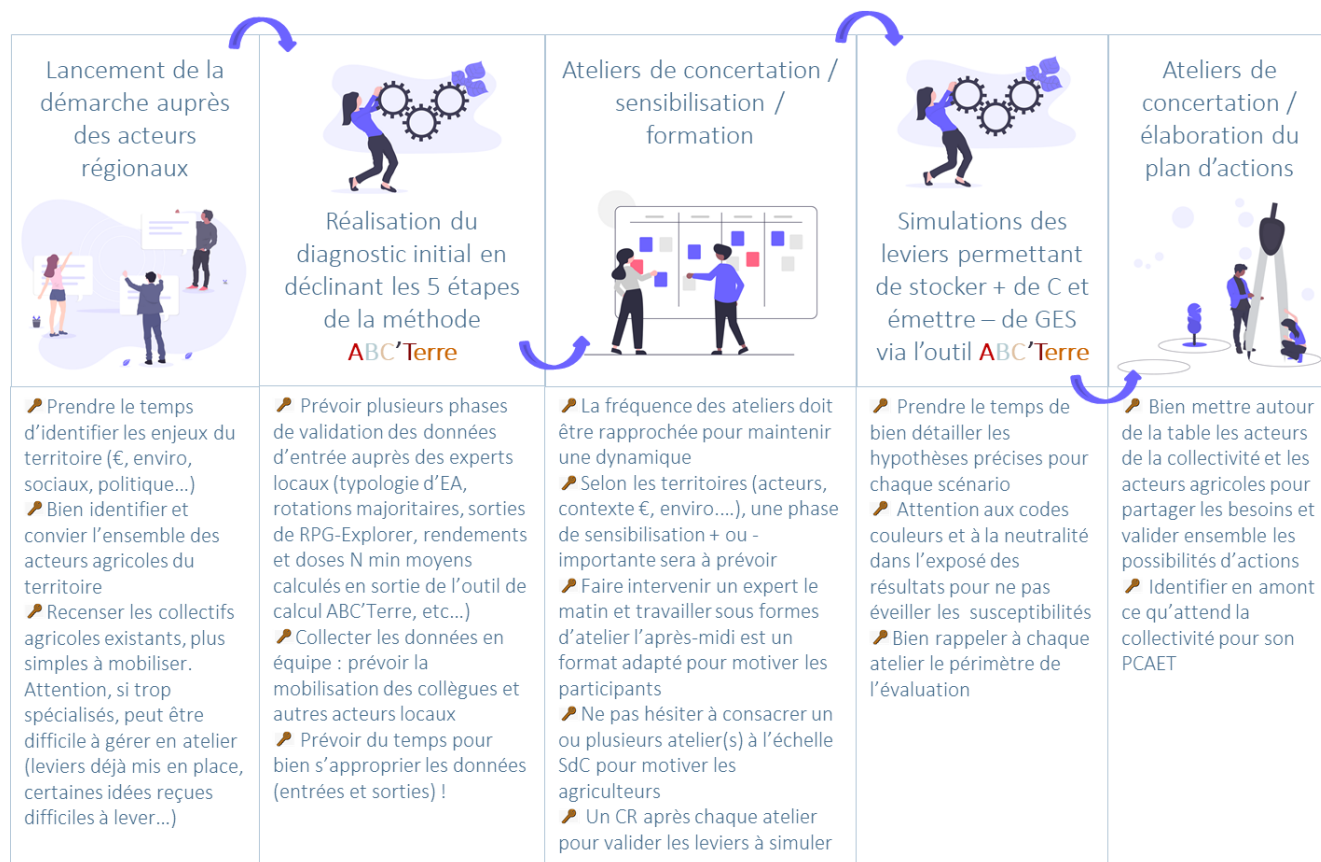 Lancement de la
démarche auprès
des acteurs
régionaux
Réalisation du
diagnostic initial en
déclinant les 5 étapes
de la méthode
ABC’Terre
Ateliers de concertation /
sensibilisation /
formation
Simulations des
leviers permettant
de stocker + de C et
émettre – de GES
via l’outil ABC’Terre
Ateliers de
concertation /
élaboration du
plan d’actions
Prendre le temps
d’identifier les enjeux du
territoire (€, enviro,
sociaux, politique…)
Bien identifier et
convier l’ensemble des
acteurs agricoles du
territoire
Recenser les collectifs
agricoles existants, plus
simples à mobiliser.
Attention, si trop
spécialisés, peut être
difficile à gérer en atelier
(leviers déjà mis en place,
certaines idées reçues
difficiles à lever…)
Prévoir plusieurs phases
de validation des données
d’entrée auprès des experts
locaux (typologie d’EA,
rotations majoritaires, sorties
de RPG-Explorer, rendements
et doses N min moyens
calculés en sortie de l’outil de
calcul ABC’Terre, etc…)
Collecter les données en
équipe : prévoir la
mobilisation des collègues et
autres acteurs locaux
Prévoir du temps pour
bien s’approprier les données
(entrées et sorties) !
La fréquence des ateliers doit
être rapprochée pour maintenir
une dynamique
Selon les territoires (acteurs,
contexte €, enviro....), une phase
de sensibilisation + ou -
importante sera à prévoir
Faire intervenir un expert le
matin et travailler sous formes
d’atelier l’après-midi est un
format adapté pour motiver les
participants
Ne pas hésiter à consacrer un
ou plusieurs atelier(s) à l’échelle
SdC pour motiver les
agriculteurs
Un CR après chaque atelier
pour valider les leviers à simuler
Prendre le temps de
bien détailler les
hypothèses précises pour
chaque scénario
Attention aux codes
couleurs et à la neutralité
dans l’exposé des
résultats pour ne pas
éveiller les susceptibilités
Bien rappeler à chaque
atelier le périmètre de
l’évaluation
Bien mettre autour
de la table les acteurs
de la collectivité et les
acteurs agricoles pour
partager les besoins et
valider ensemble les
possibilités d’actions
Identifier en amont
ce qu’attend la
collectivité pour son
PCAET